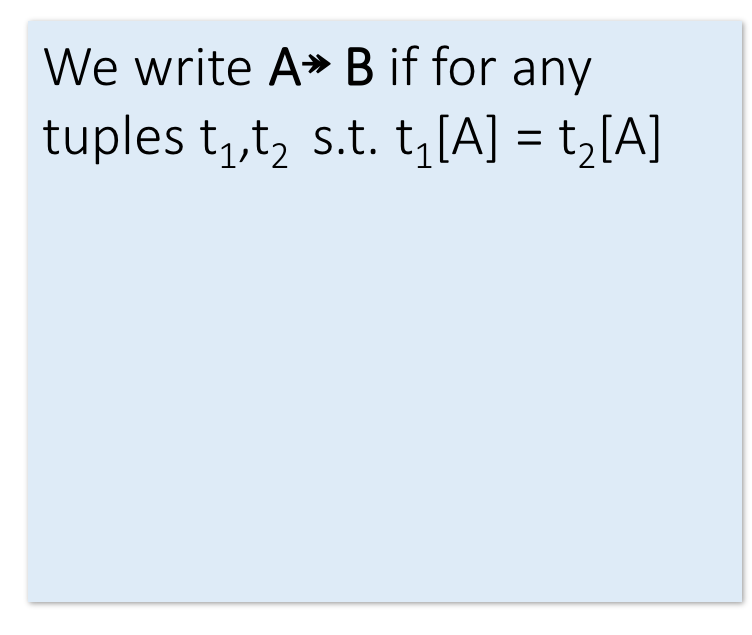 We write A↠ B if for any
tuples t₁,t₂ s.t. t₁[A] = t₂[A]